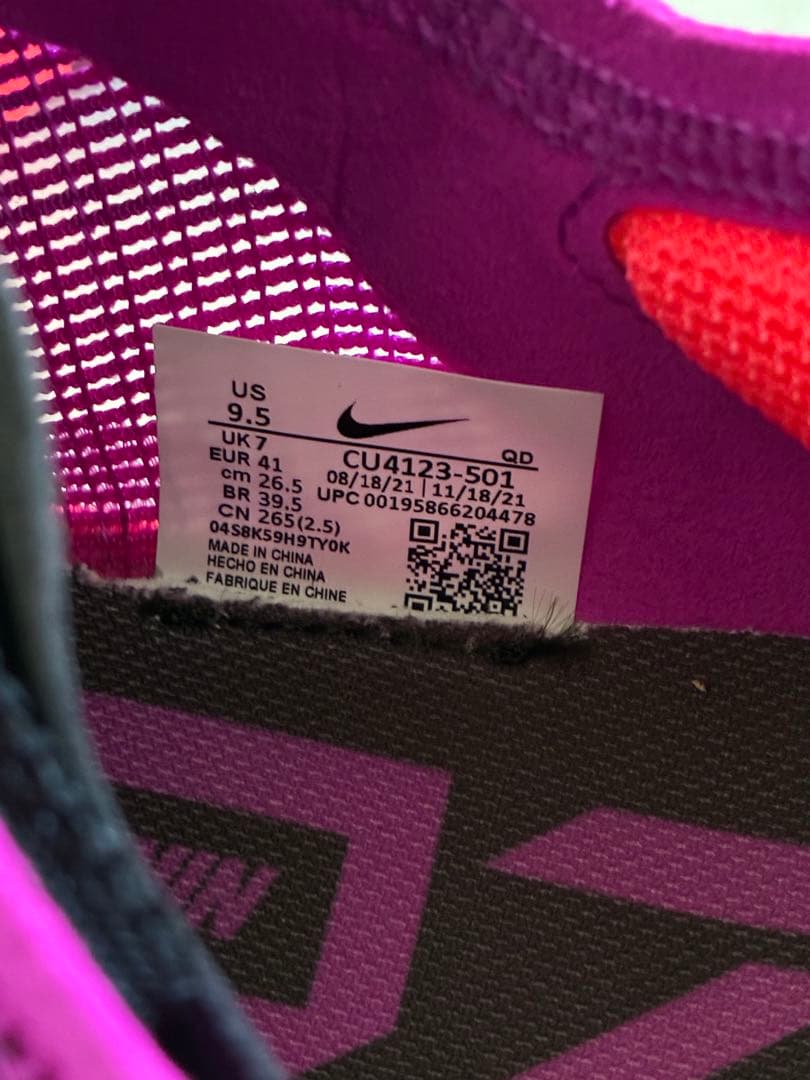 US
9.5
UK 7
EUR 41
cm 26.5
BR 39.5
CN 265(2.5)
04S8K59H9TY0K
MADE IN CHINA
HECHO EN CHINA
FABRIQUE EN CHINE
QD
CU4123-501
08/18/21 | 11/18/21
UPC 00195866204478